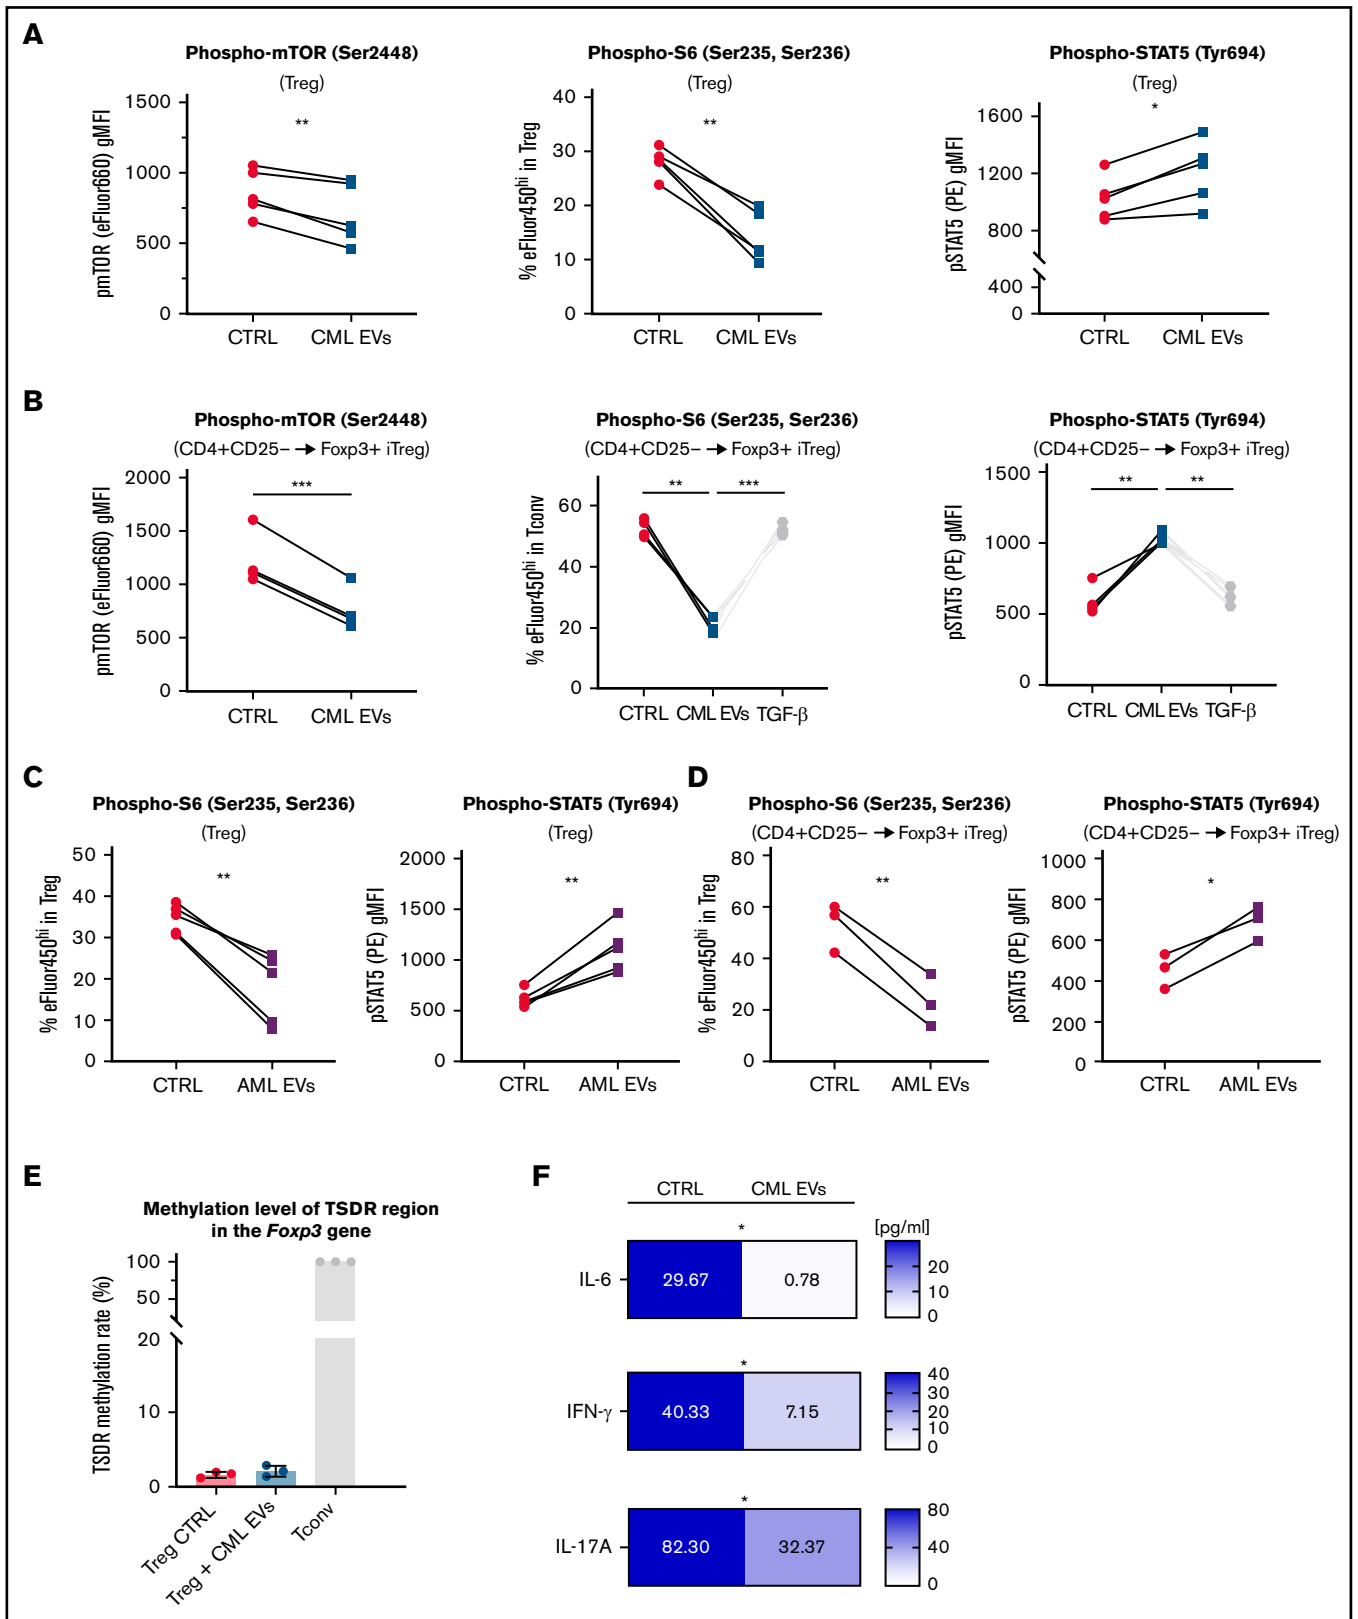 A
Phospho-mTOR (Ser2448)
(Treg)
pmTOR (eFluor660) gMFI
1500
1000
500
0
CTRL
CML EVs
**
Phospho-S6 (Ser235, Ser236)
(Treg)
% eFluor450hi in Treg
40
30
20
10
0
CTRL
CML EVs
**
Phospho-STAT5 (Tyr694)
(Treg)
pSTAT5 (PE) gMFI
1600
1200
800
400
0
CTRL
CML EVs
*
B
Phospho-mTOR (Ser2448)
(CD4+CD25− → Foxp3+ iTreg)
pmTOR (eFluor660) gMFI
2000
1500
1000
500
0
CTRL
CML EVs
***
Phospho-S6 (Ser235, Ser236)
(CD4+CD25− → Foxp3+ iTreg)
% eFluor450hi in Tconv
60
40
20
0
CTRL
CML EVs
TGF-β
**
***
Phospho-STAT5 (Tyr694)
(CD4+CD25− → Foxp3+ iTreg)
pSTAT5 (PE) gMFI
1500
1000
500
0
CTRL
CML EVs
TGF-β
**
**
C
Phospho-S6 (Ser235, Ser236)
(Treg)
% eFluor450hi in Treg
50
40
30
20
10
0
CTRL
AML EVs
**
Phospho-STAT5 (Tyr694)
(Treg)
pSTAT5 (PE) gMFI
2000
1500
1000
500
0
CTRL
AML EVs
**
D
Phospho-S6 (Ser235, Ser236)
(CD4+CD25− → Foxp3+ iTreg)
% eFluor450hi in Treg
80
60
40
20
0
CTRL
AML EVs
**
Phospho-STAT5 (Tyr694)
(CD4+CD25− → Foxp3+ iTreg)
pSTAT5 (PE) gMFI
1000
800
600
400
200
0
CTRL
AML EVs
*
E
Methylation level of TSDR region
in the Foxp3 gene
TSDR methylation rate (%)
100
50
20
10
0
Treg CTRL
Treg + CML EVs
Tconv
F
CTRL
CML EVs
[pg/ml]
*
IL-6
29.67
0.78
20
10
0
*
IFN-γ
40.33
7.15
40
30
20
10
0
*
IL-17A
82.30
32.37
80
40
0